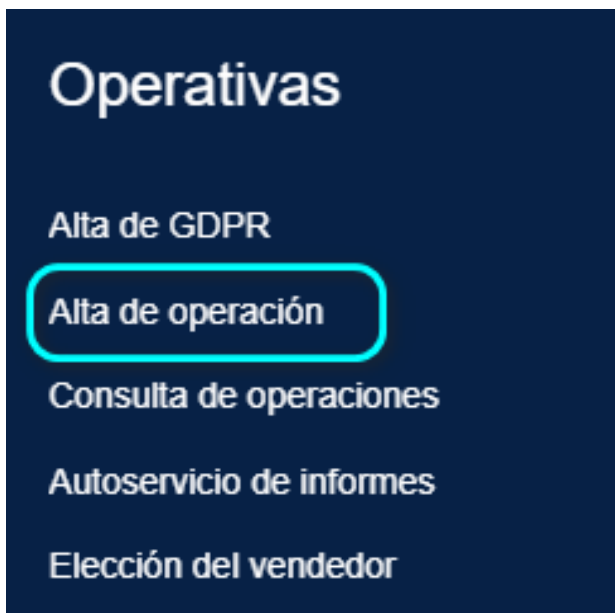 Operativas
Alta de GDPR
Alta de operación
Consulta de operaciones
Autoservicio de informes
Elección del vendedor